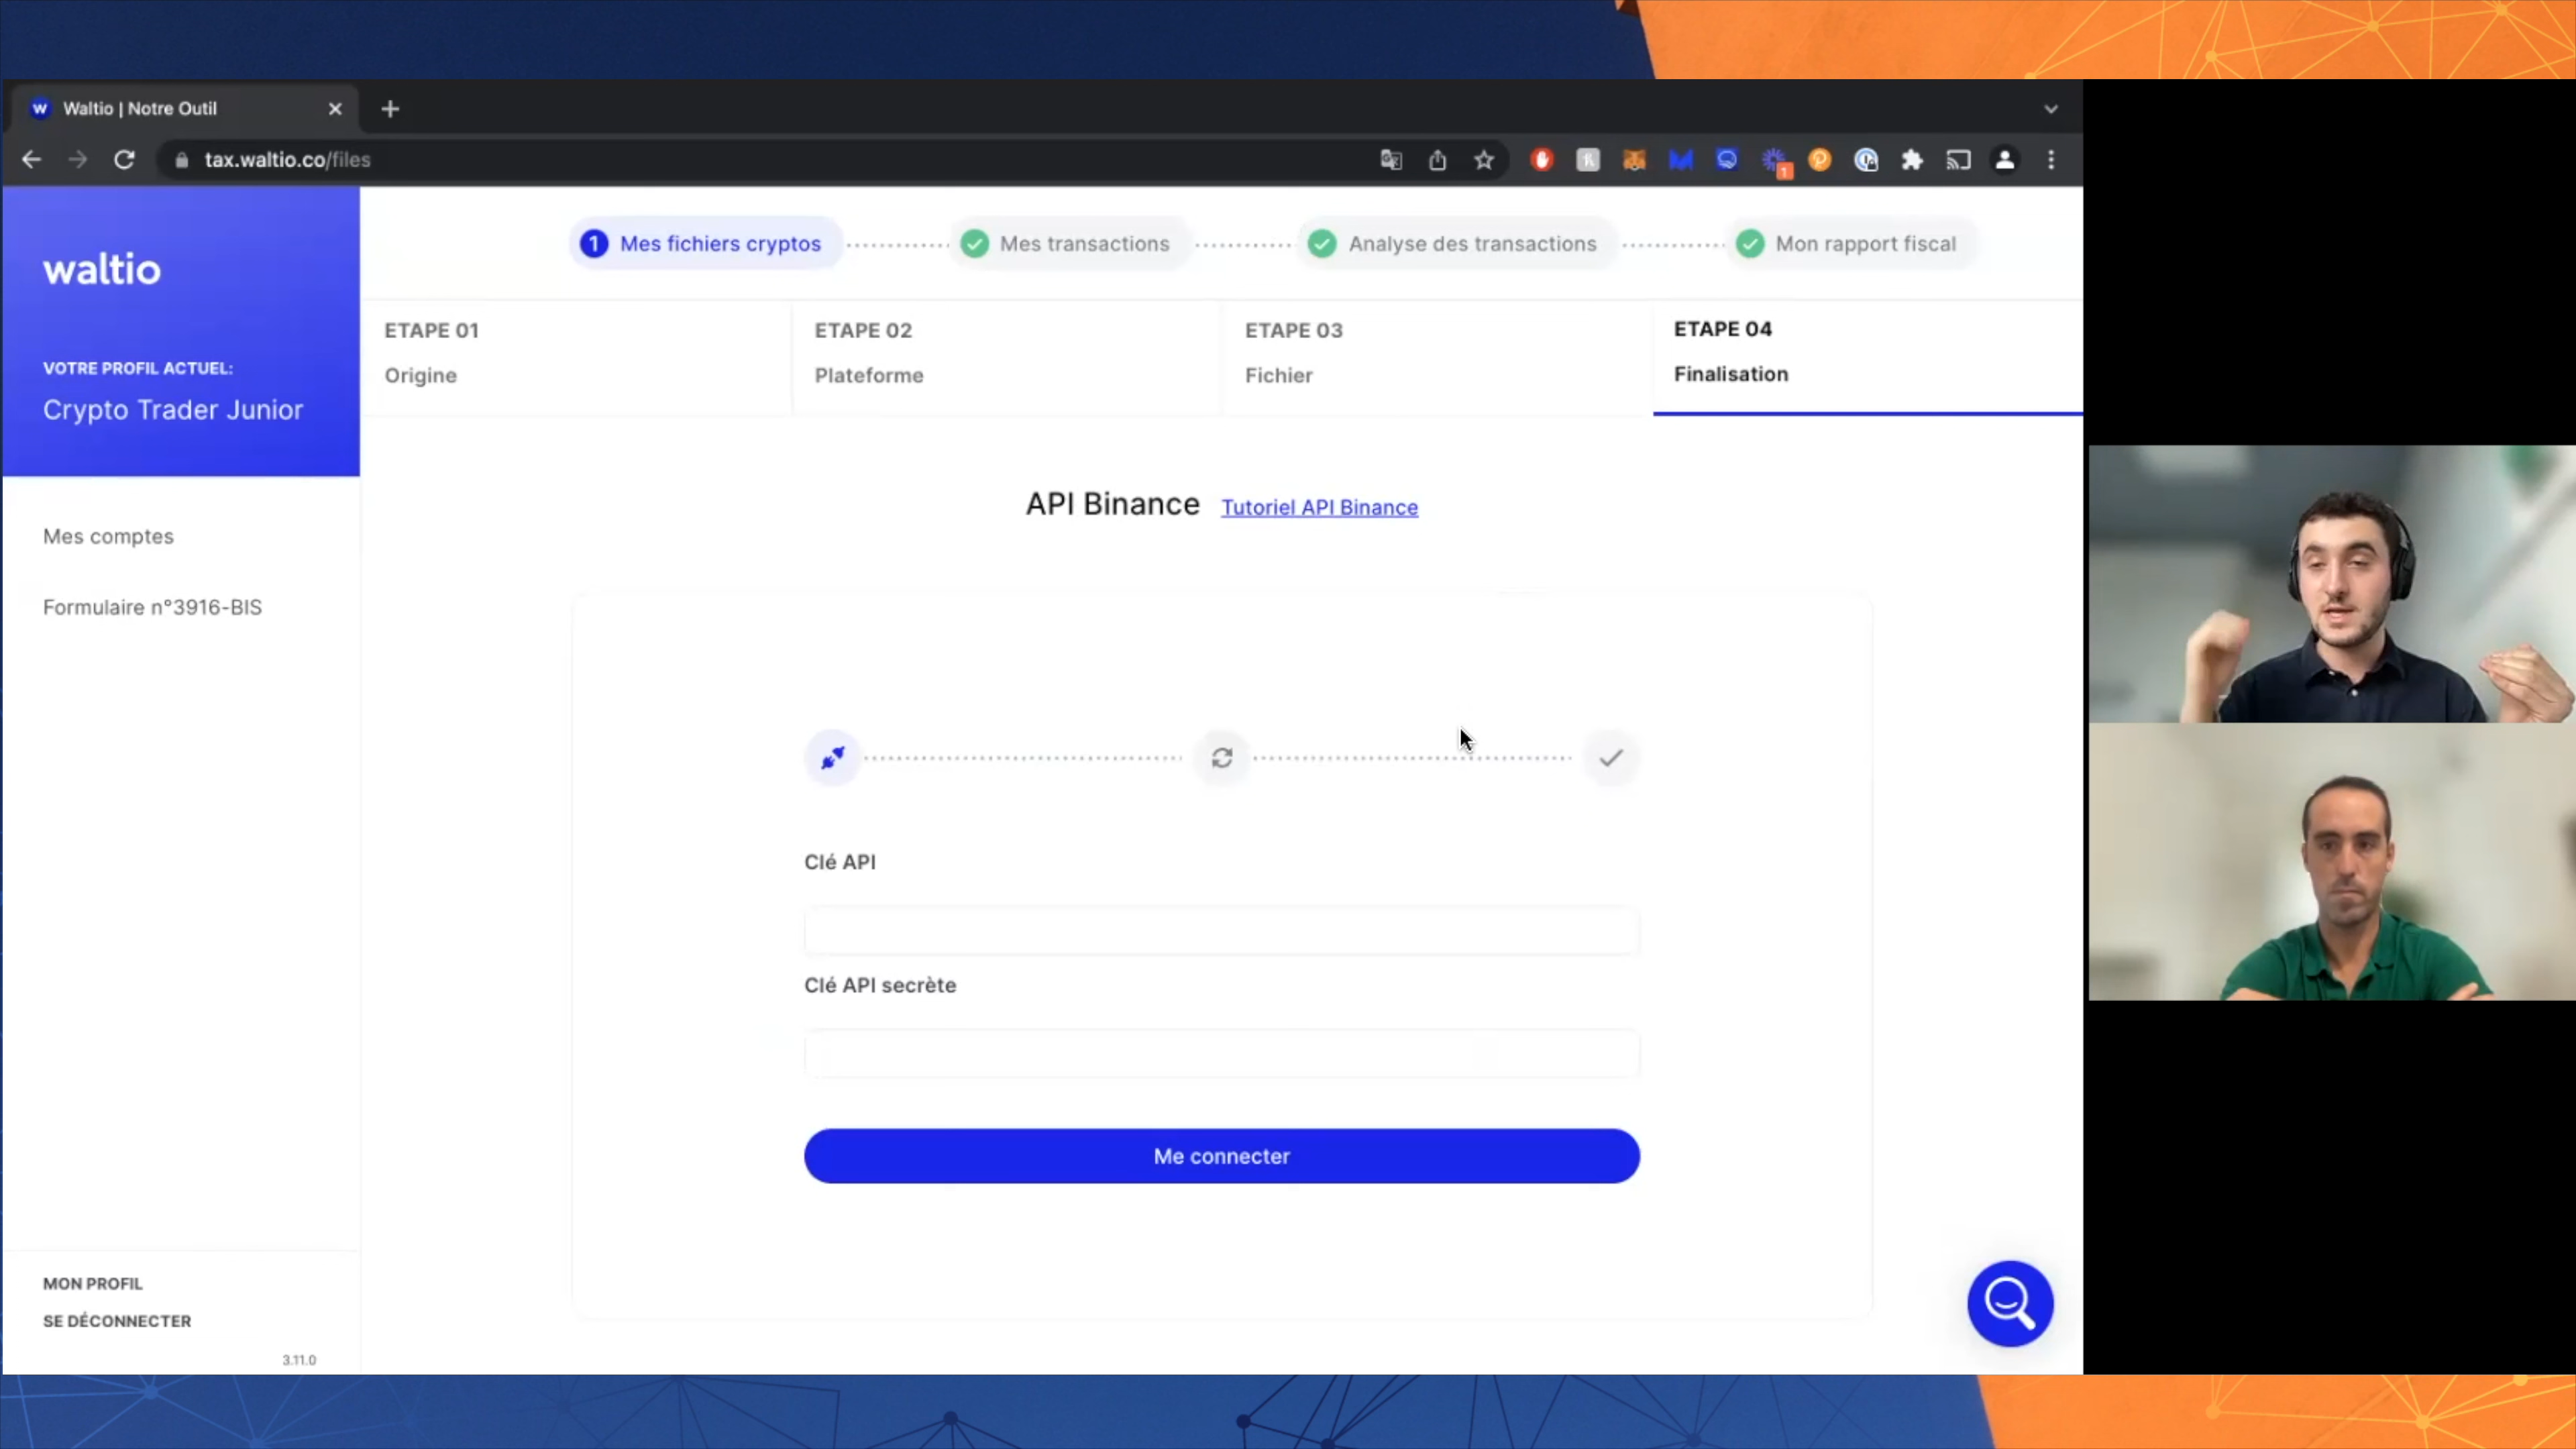 Waltio | Notre Outil
tax.waltio.co/files
1
waltio
VOTRE PROFIL ACTUEL:
Crypto Trader Junior
Mes comptes
Formulaire n°3916-BIS
MON PROFIL
SE DÉCONNECTER
3.11.0
1 Mes fichiers cryptos
Mes transactions
Analyse des transactions
Mon rapport fiscal
ETAPE 01
Origine
ETAPE 02
Plateforme
ETAPE 03
Fichier
ETAPE 04
Finalisation
API Binance Tutoriel API Binance
Clé API
Clé API secrète
Me connecter